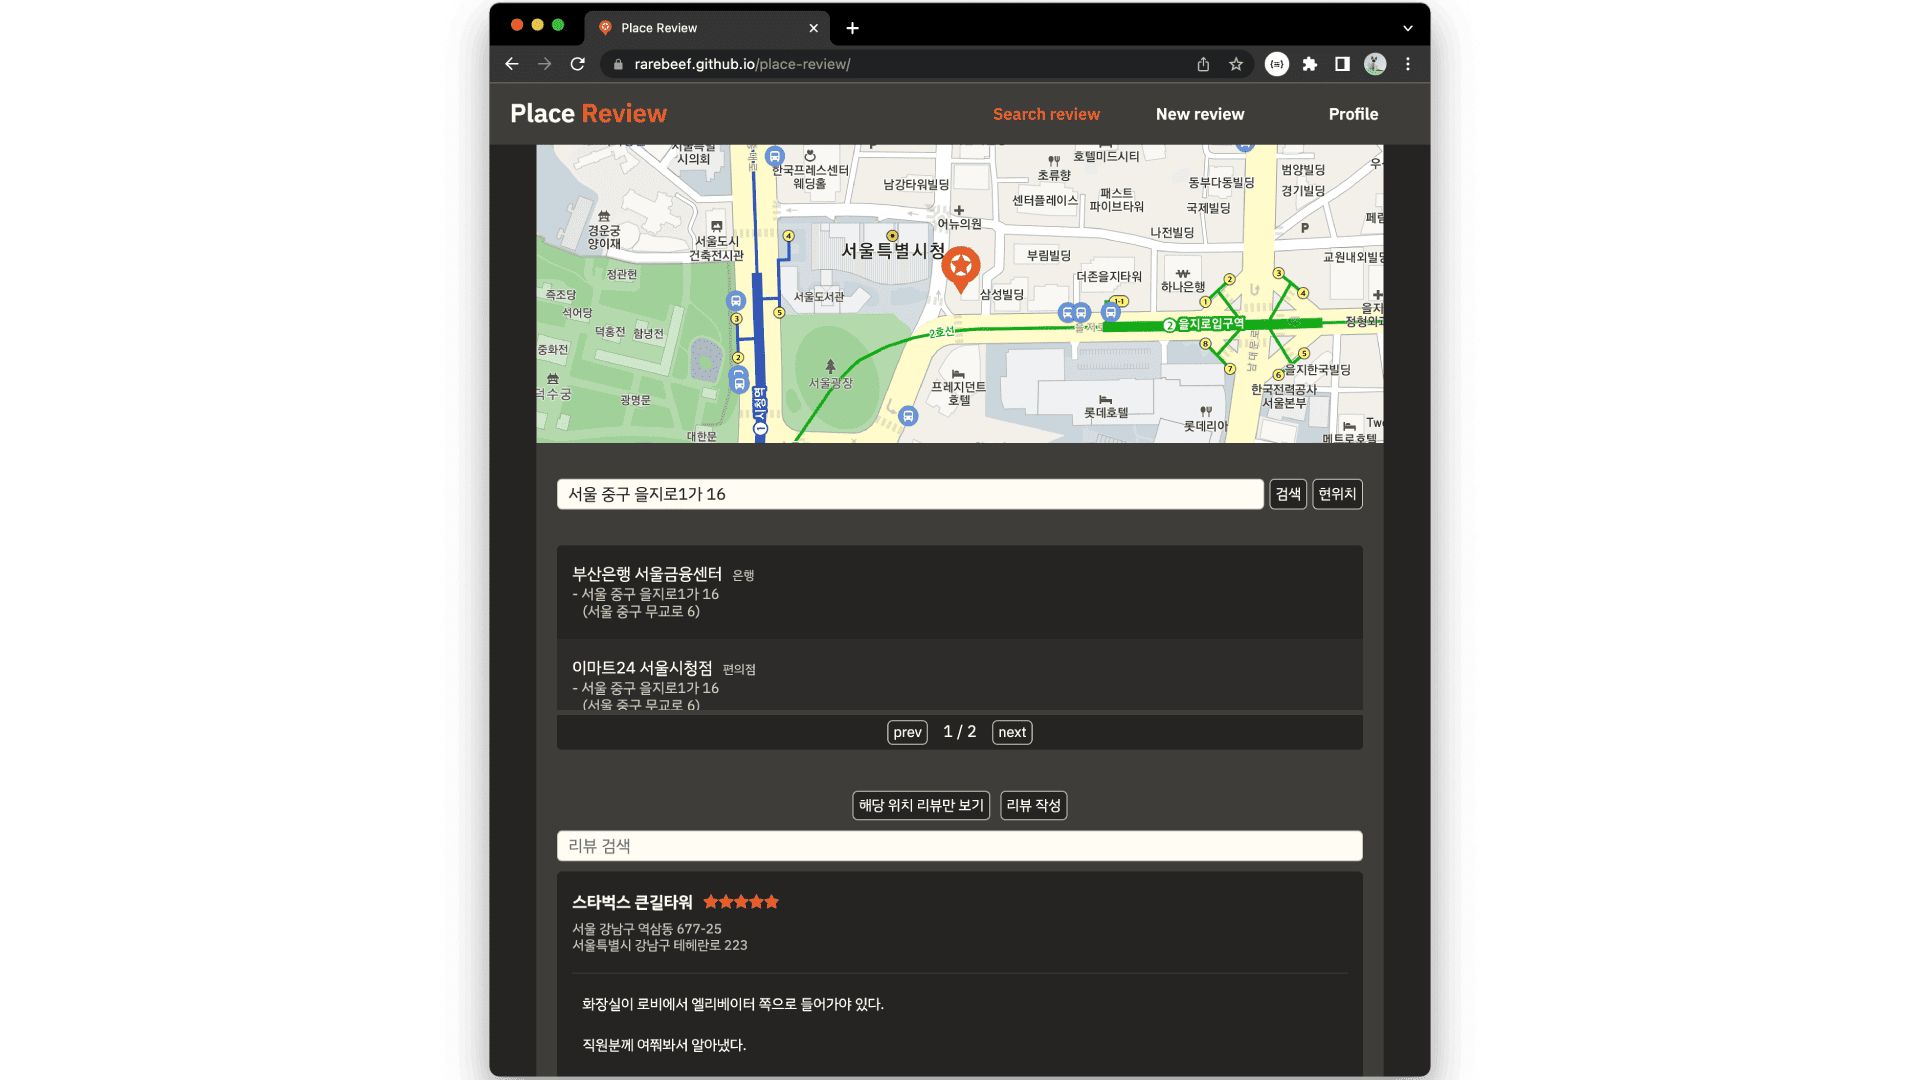 Place Review
rarebeef.github.io/place-review/
Place Review
Search review
New review
Profile
시의회
한국프레스센터
웨딩홀
남강타워빌딩
초류향
호텔미드시티
센터플레이스
패스트
파이브타워
동부다동빌딩
국제빌딩
범양빌딩
경기빌딩
경운궁
양이재
서울도시
건축전시관
4
서울특별시청
어뉴의원
나전빌딩
P
부림빌딩
교원내외빌딩
정관헌
더존을지타워
하나은행
2
3
즉조당
석어당
서울도서관
삼성빌딩
1-1
1
4
덕홍전
함녕전
3
5
2호선
2 을지로입구역
중화전
2
8
5
7
6
을지한국빌딩
덕수궁
광명문
서울광장
프레지던트
호텔
한국전력공사
서울본부
1 시청역
롯데호텔
롯데리아
대한문
메트로호텔
서울 중구 을지로1가 16
검색
현위치
부산은행 서울금융센터 은행
- 서울 중구 을지로1가 16
(서울 중구 무교로 6)
이마트24 서울시청점 편의점
- 서울 중구 을지로1가 16
(서울 중구 무교로 6)
prev 1 / 2 next
해당 위치 리뷰만 보기
리뷰 작성
리뷰 검색
스타벅스 큰길타워
서울 강남구 역삼동 677-25
서울특별시 강남구 테헤란로 223
화장실이 로비에서 엘리베이터 쪽으로 들어가야 있다.
직원분께 여쭤봐서 알아냈다.